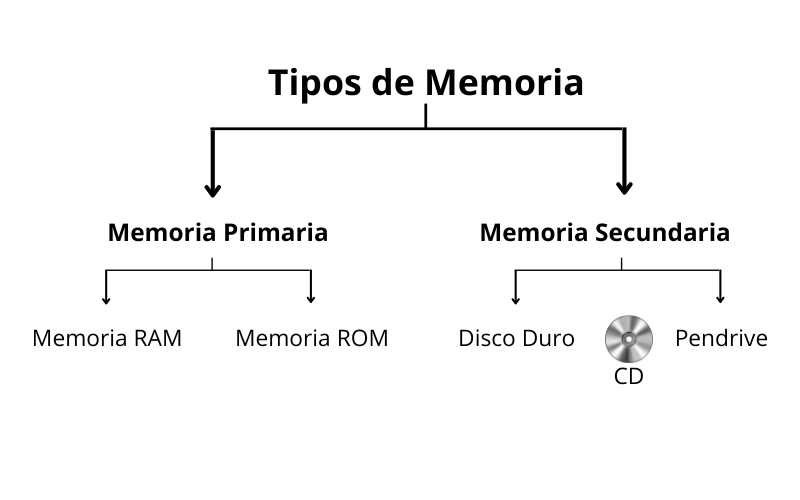 Tipos de Memoria
Memoria Primaria
Memoria Secundaria
Memoria RAM
Memoria ROM
Disco Duro
CD
Pendrive